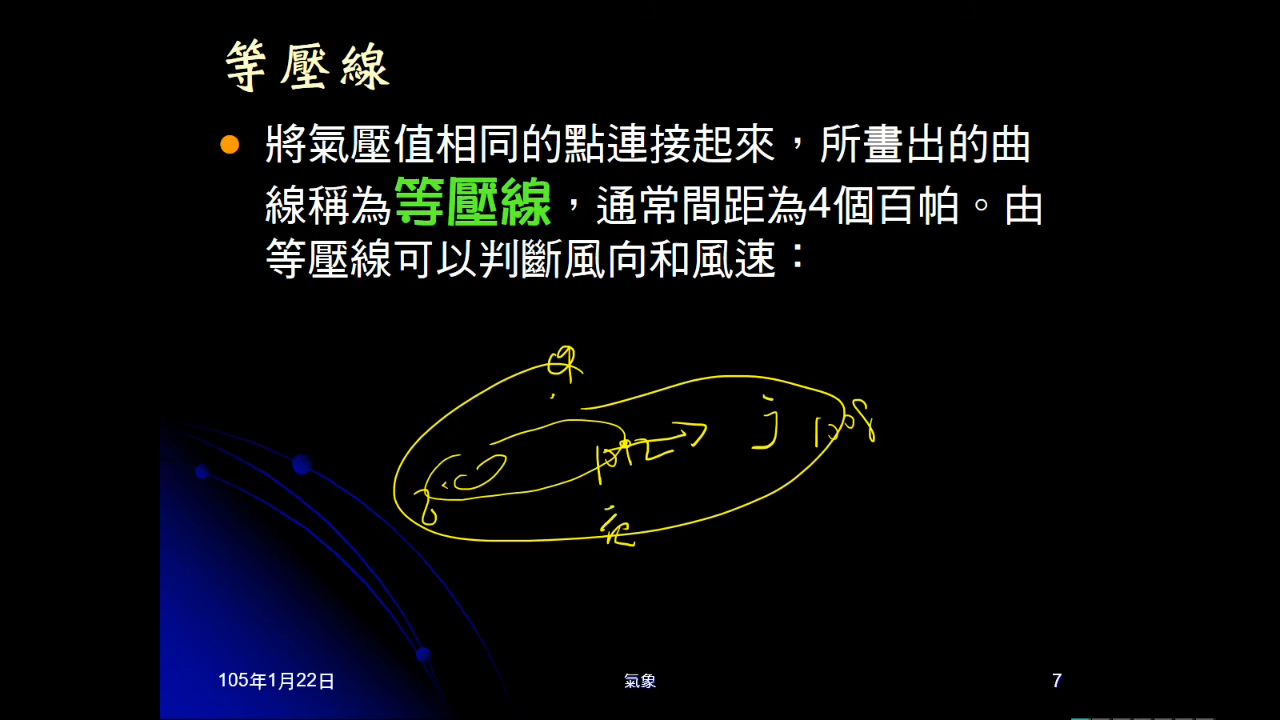 等壓線
將氣壓值相同的點連接起來，所畫出的曲
線稱為等壓線，通常間距為4個百帕。由
等壓線可以判斷風向和風速：
1012
1008
105年1月22日
氣象
7